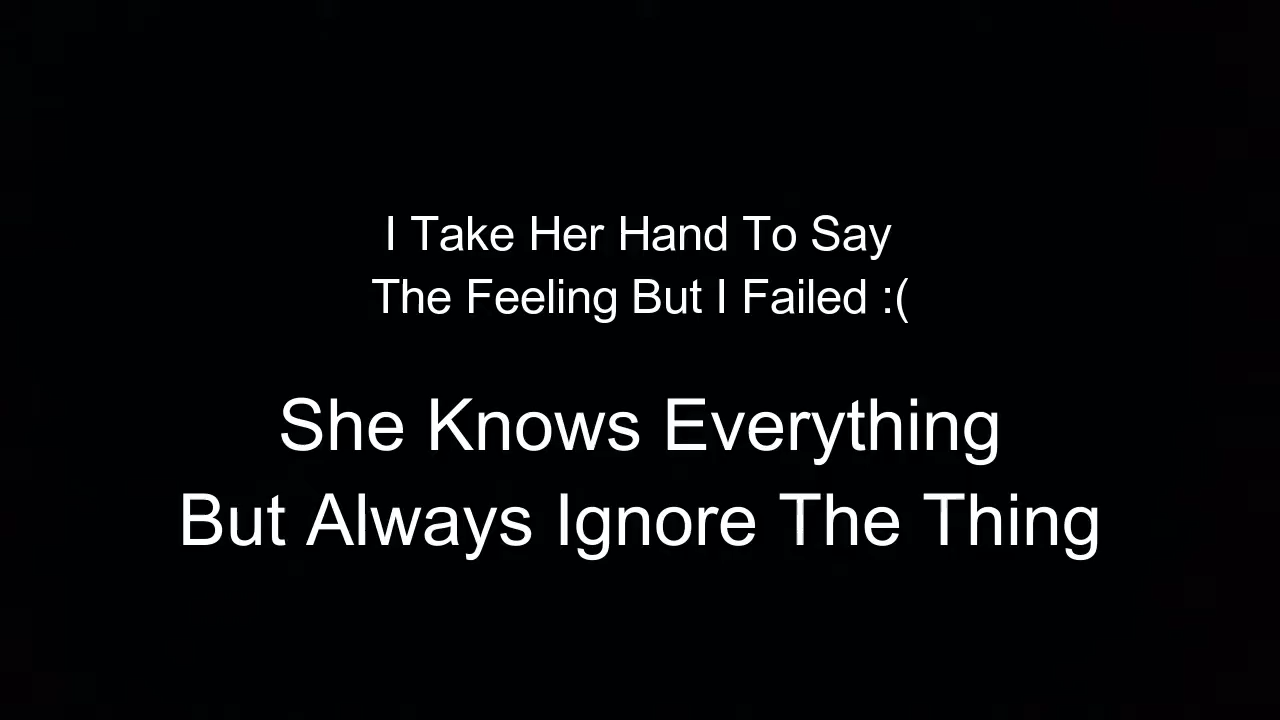 I Take Her Hand To Say
The Feeling But I Failed :(
She Knows Everything
But Always Ignore The Thing